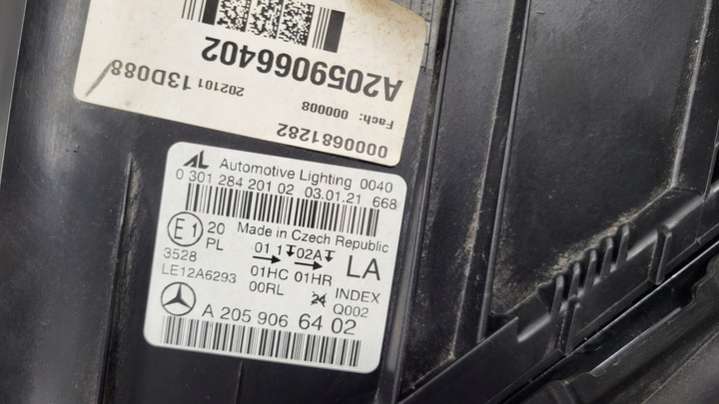 A2059066402
202101 13D088
Fach: 000008
0000681282
AL Automotive Lighting 0040
0 301 284 201 02 03.01.21 668
Made in Czech Republic
E1 20 01 1 02A
PL
3528 01HC 01HR LA
LE12A6293 00RL 24 INDEX
Q002
A 205 906 64 02